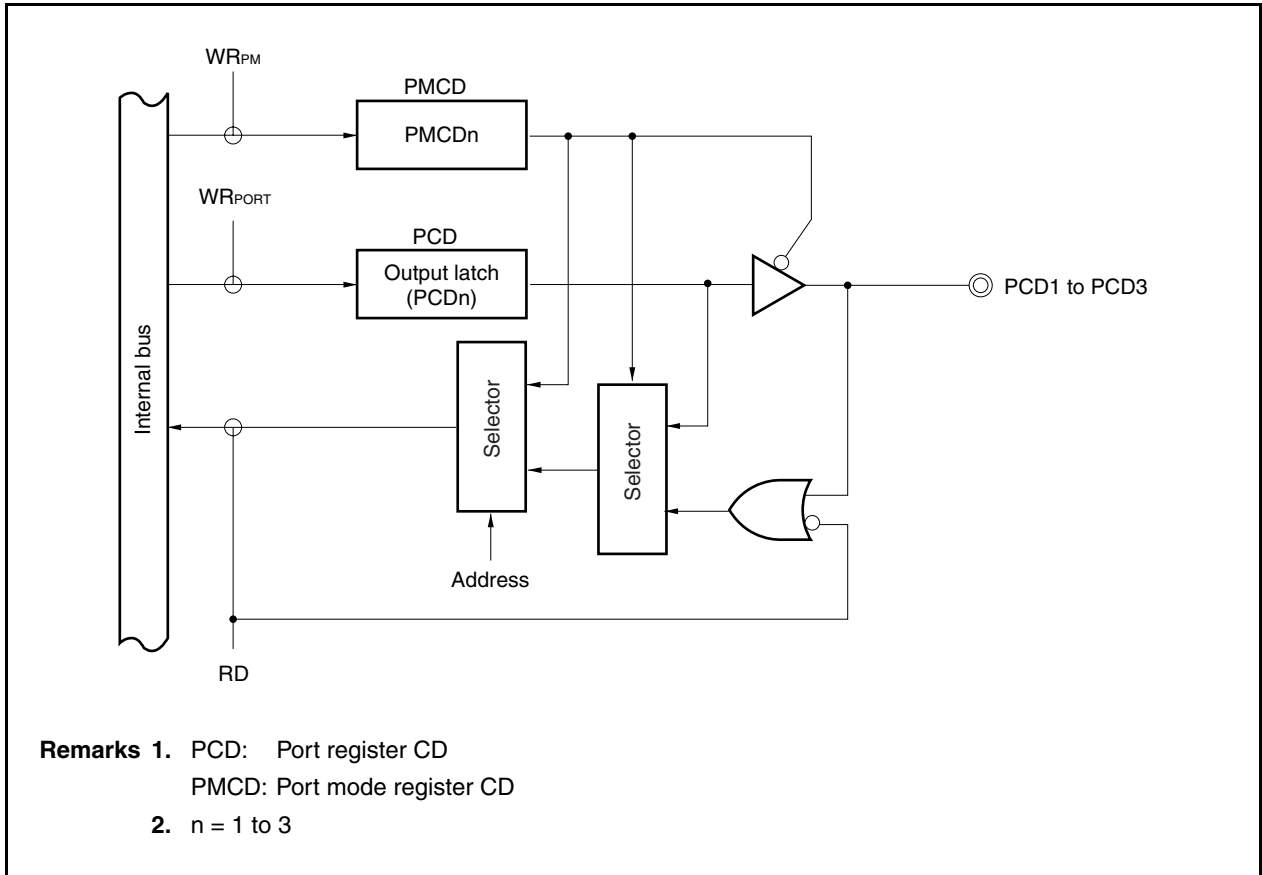 WRPM
PMCD
PMCDn
WRPORT
PCD
Output latch
(PCDn)
PCD1 to PCD3
Internal bus
Selector
Selector
Address
RD
Remarks 1. PCD: Port register CD
PMCD: Port mode register CD
2. n = 1 to 3